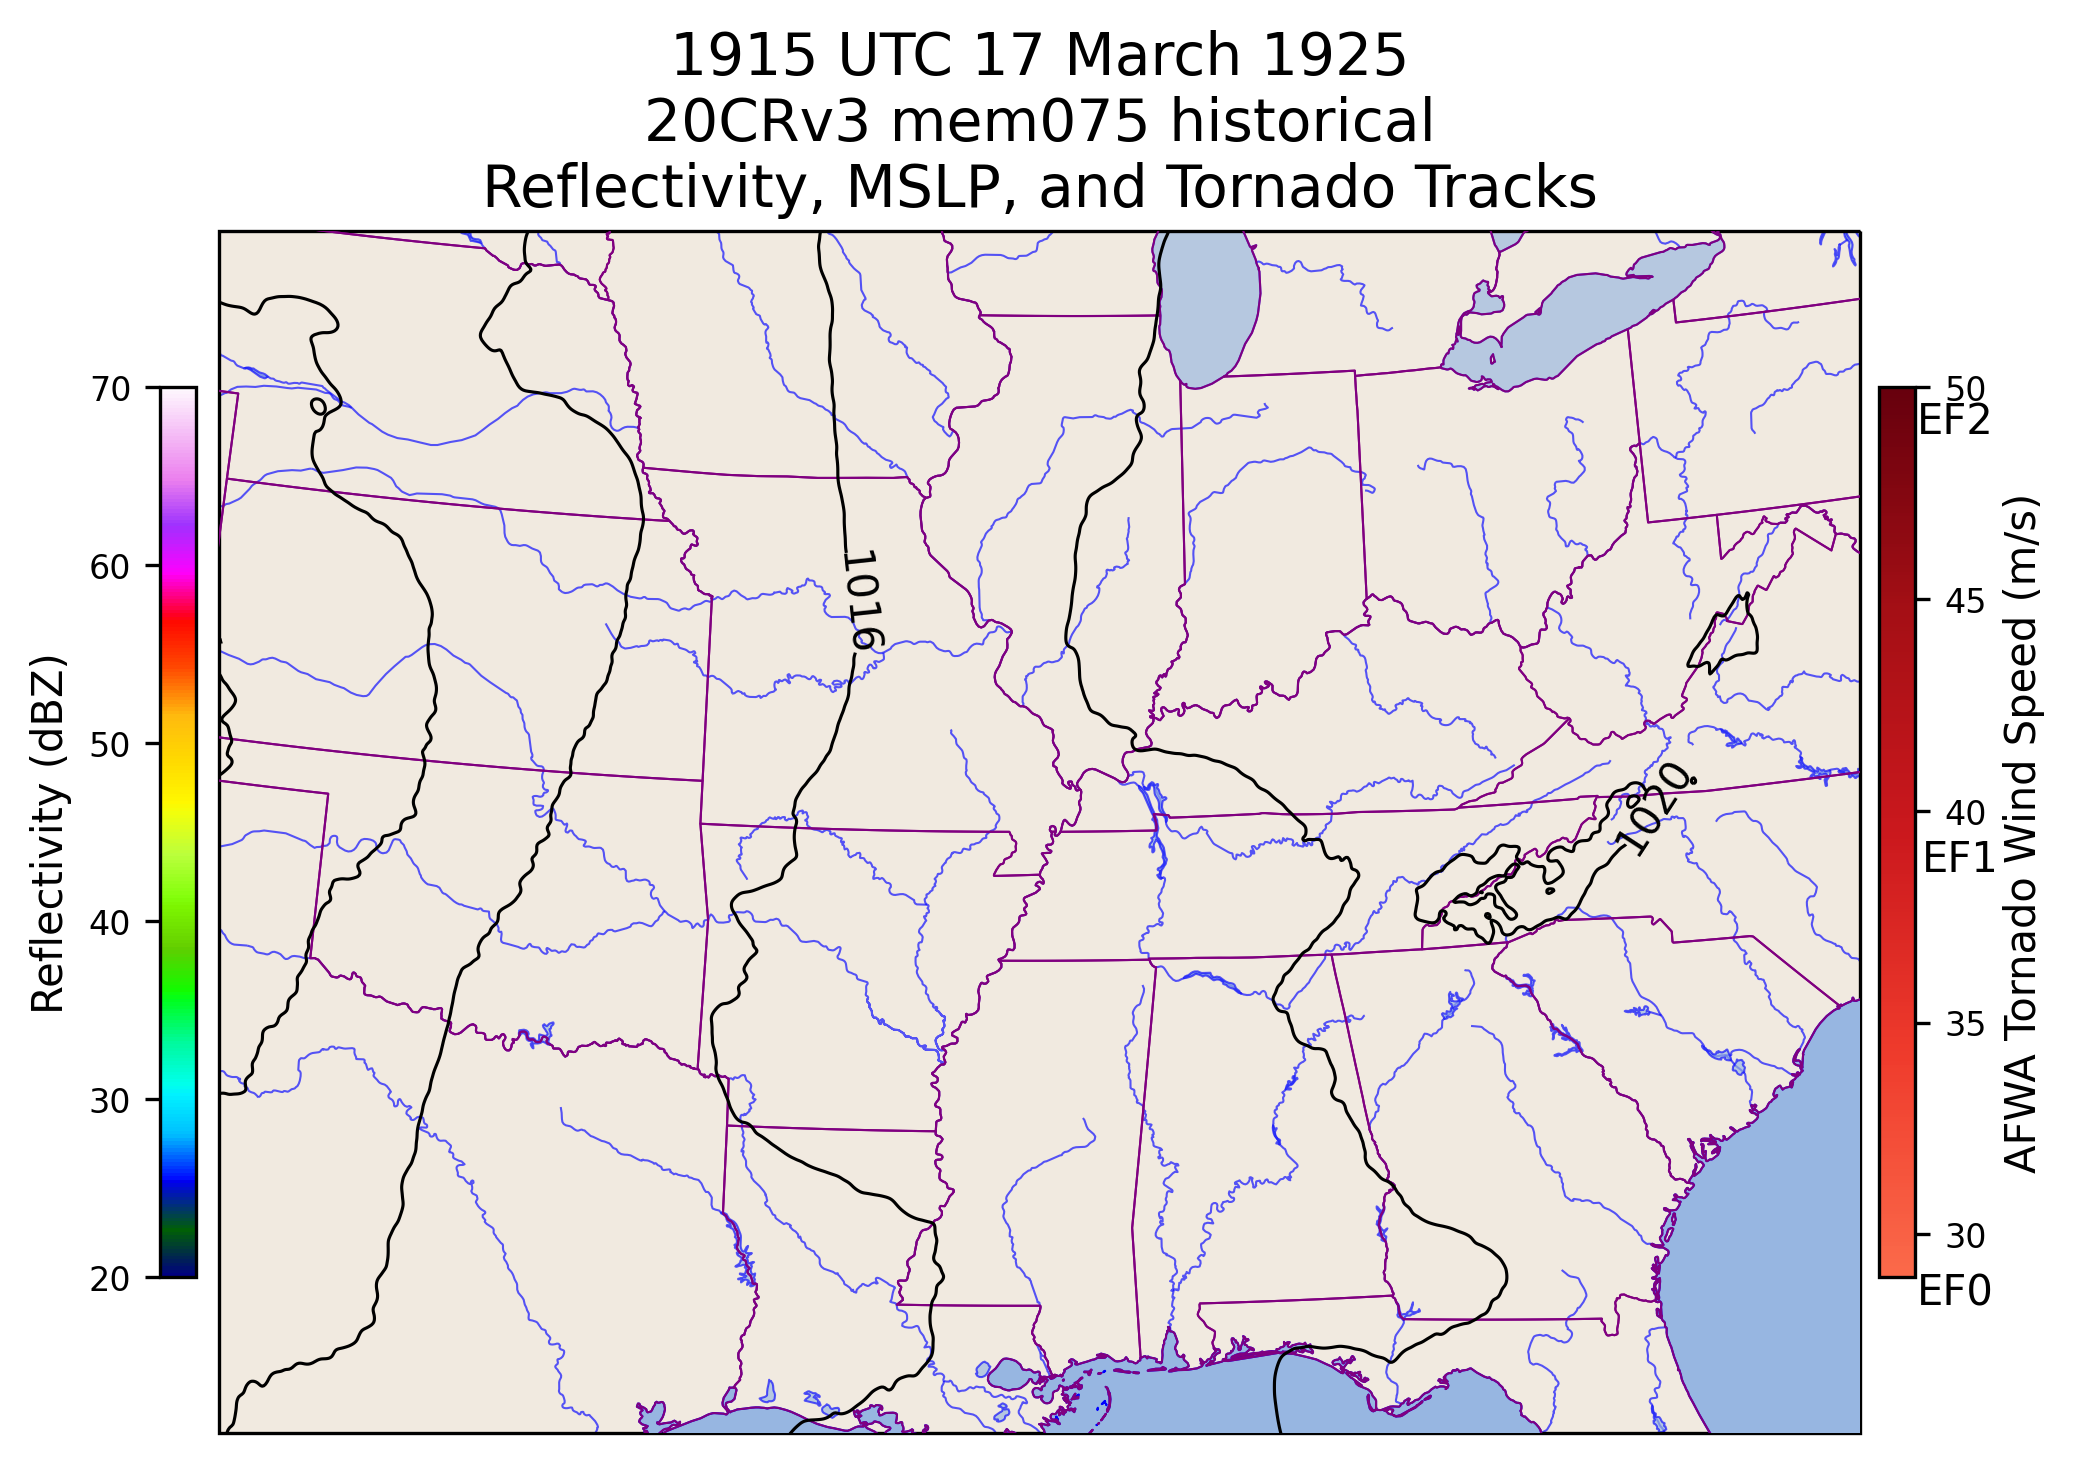 1915 UTC 17 March 1925
20CRv3 mem075 historical
Reflectivity, MSLP, and Tornado Tracks
70
60
50
40
30
20
Reflectivity (dBZ)
0
1016
1020
50
EF2
45
40
EF1
35
30
EF0
AFWA Tornado Wind Speed (m/s)